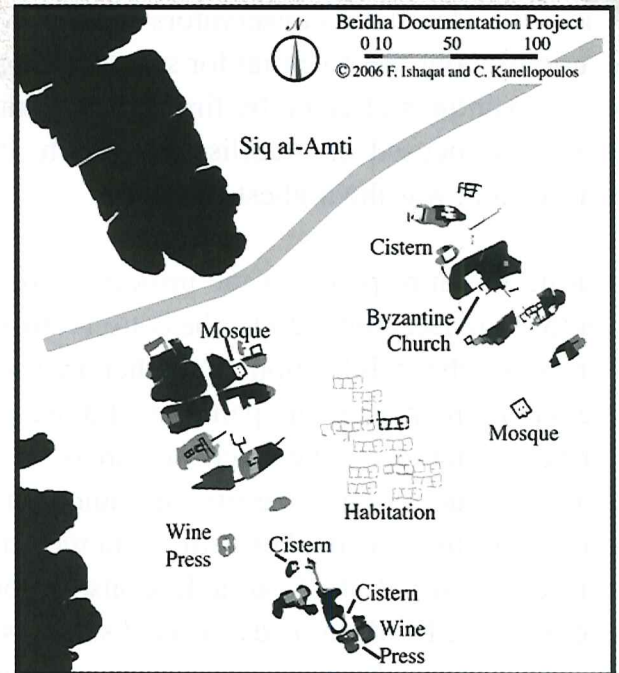 Beidha Documentation Project
N
0 10 50 100
© 2006 F. Ishaqat and C. Kanellopoulos
Siq al-Amti
Cistern
Byzantine
Church
Mosque
Mosque
Habitation
Wine
Press
Cistern
Cistern
Wine
Press